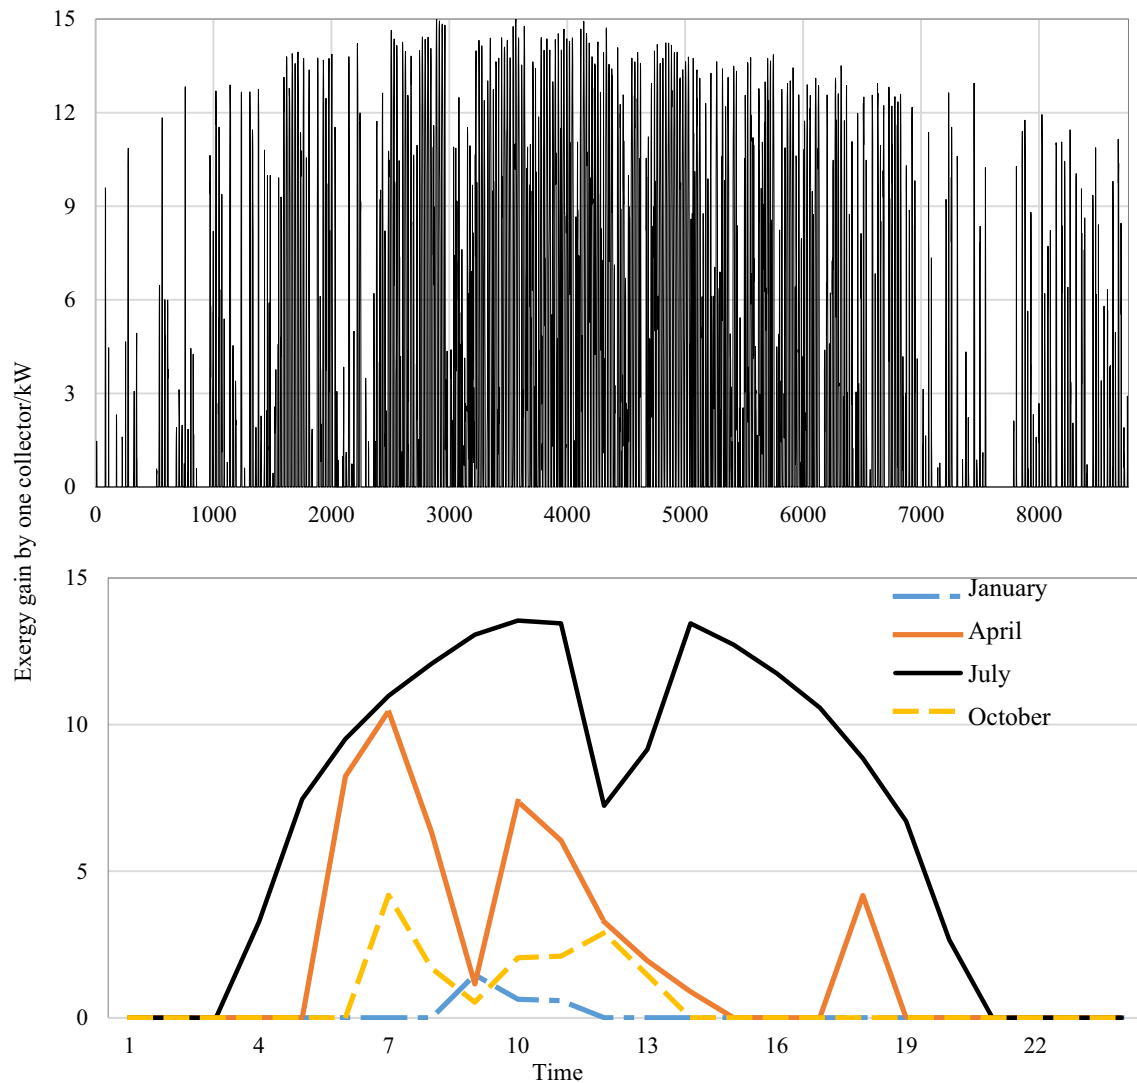 15
12
9
6
3
0
0 1000 2000 3000 4000 5000 6000 7000 8000
Exergy gain by one collector/kW
15
10
5
0
January
April
July
October
1 4 7 10 13 16 19 22
Time